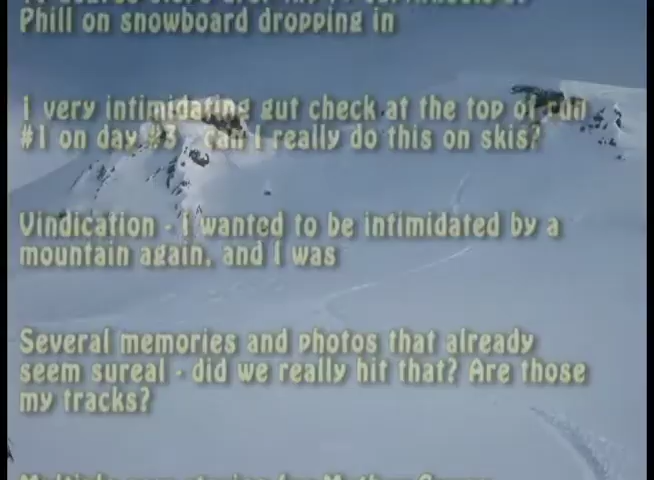 Phill on snowboard dropping in
1 very intimidating gut check at the top of run
#1 on day #3 can I really do this on skis?
Vindication - I wanted to be intimidated by a
mountain again, and I was
Several memories and photos that already
seem sureal - did we really hit that? Are those
my tracks?